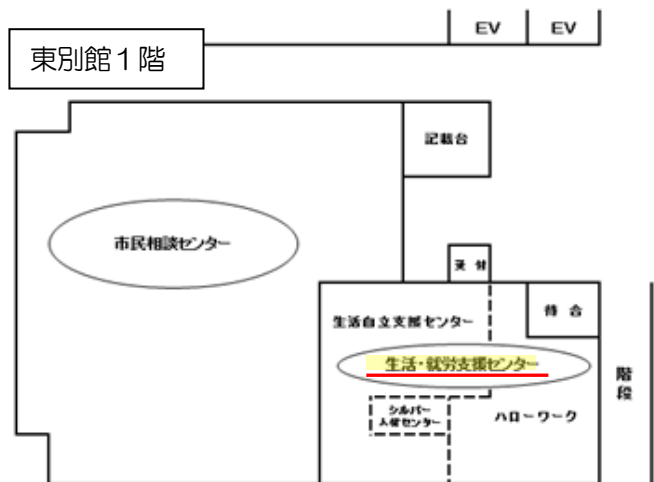 EV EV
東別館1階
記載台
市民相談センター
受付
待合
生活自立支援センター
生活・就労支援センター
階段
シルバー
人材センター
ハローワーク